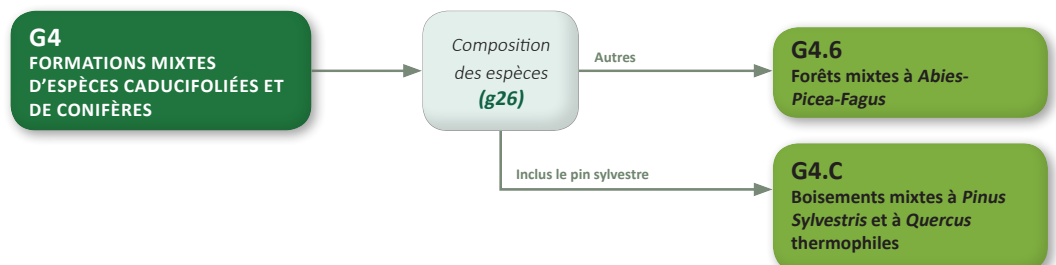 G4
FORMATIONS MIXTES
D'ESPÈCES CADUCIFOLIÉES ET
DE CONIFÈRES
Composition
des espèces
(g26)
Autres
G4.6
Forêts mixtes à Abies-
Picea-Fagus
Inclus le pin sylvestre
G4.C
Boisements mixtes à Pinus
Sylvestris et à Quercus
thermophiles